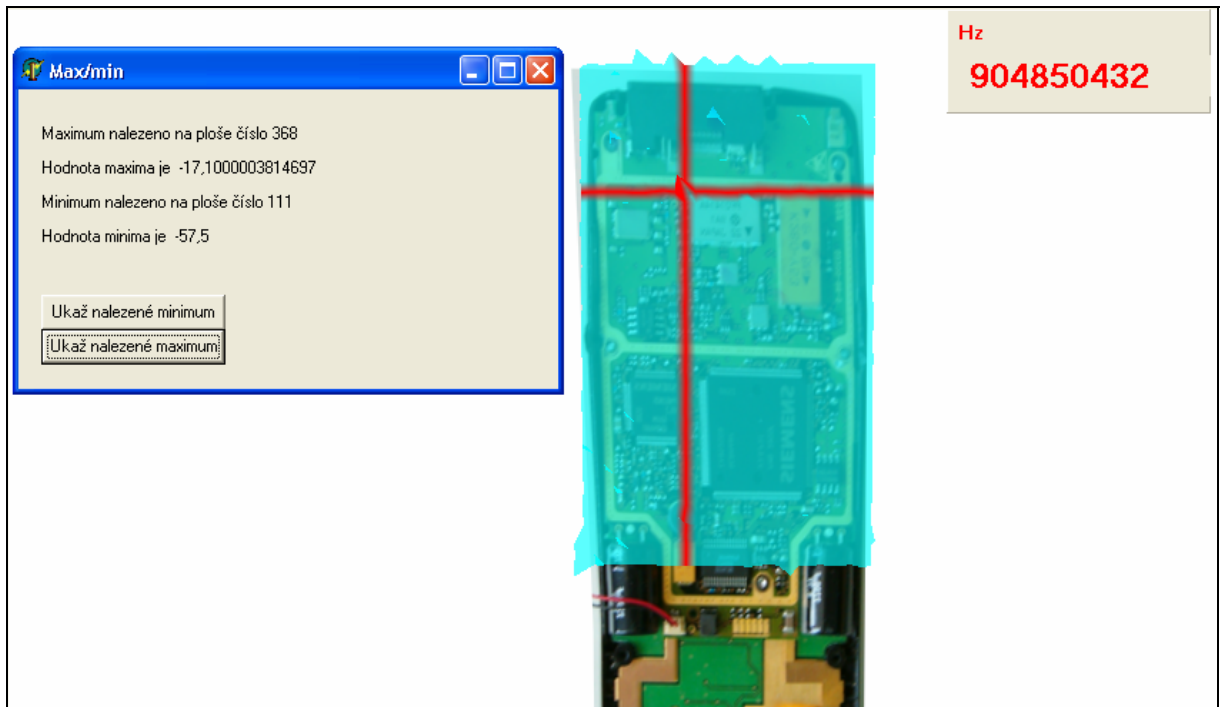 Max/min
Maximum nalezeno na ploše číslo 368
Hodnota maxima je -17,1000003814697
Minimum nalezeno na ploše číslo 111
Hodnota minima je -57,5
Ukaž nalezené minimum
Ukaž nalezené maximum
Hz
904850432
SIEMENS